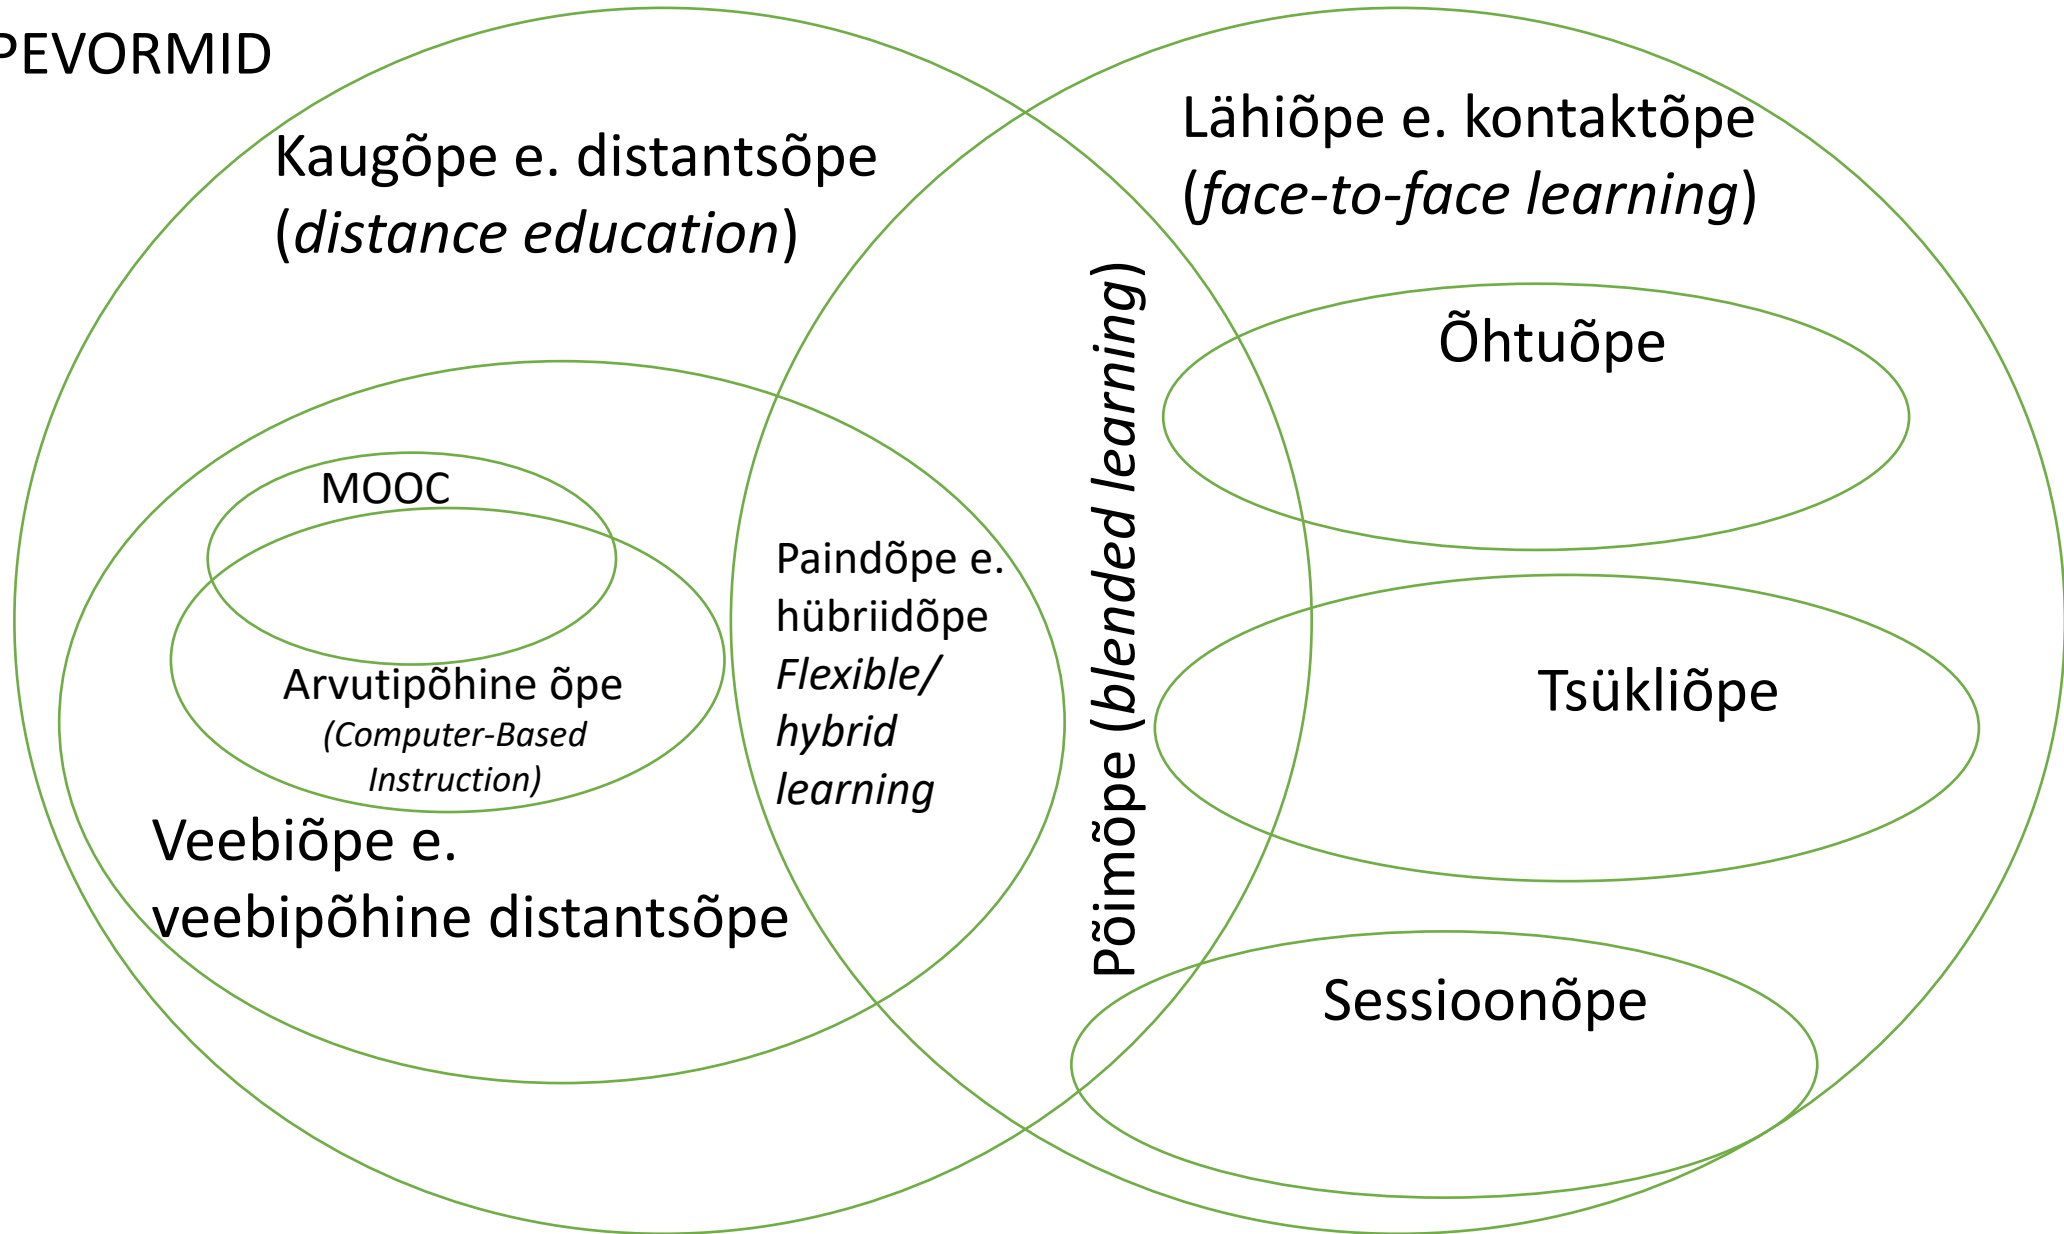 PEVORMID
Kaugõpe e. distantsõpe
(distance education)
Lähiõpe e. kontaktõpe
(face-to-face learning)
Õhtuõpe
MOOC
Arvutipõhine õpe
(Computer-Based
Instruction)
Veebiõpe e.
veebipõhine distantsõpe
Paindõpe e.
hübriidõpe
Flexible/
hybrid
learning
Põimõpe (blended learning)
Tsükliõpe
Sessioonõpe